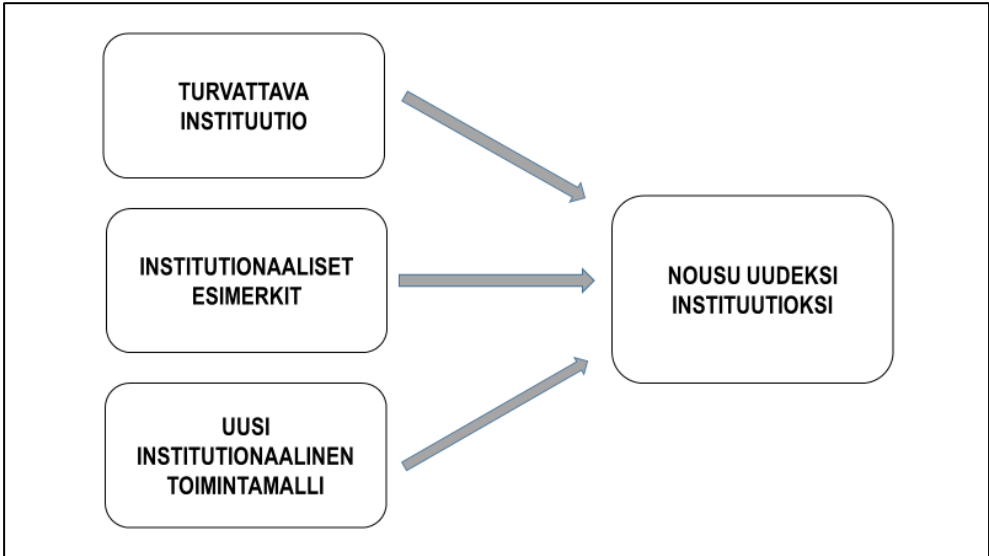 TURVATTAVA
INSTITUUTIO
INSTITUTIONAALISET
ESIMERKIT
UUSI
INSTITUTIONAALINEN
TOIMINTAMALLI
NOUSU UUDEKSI
INSTITUUTIOKSI